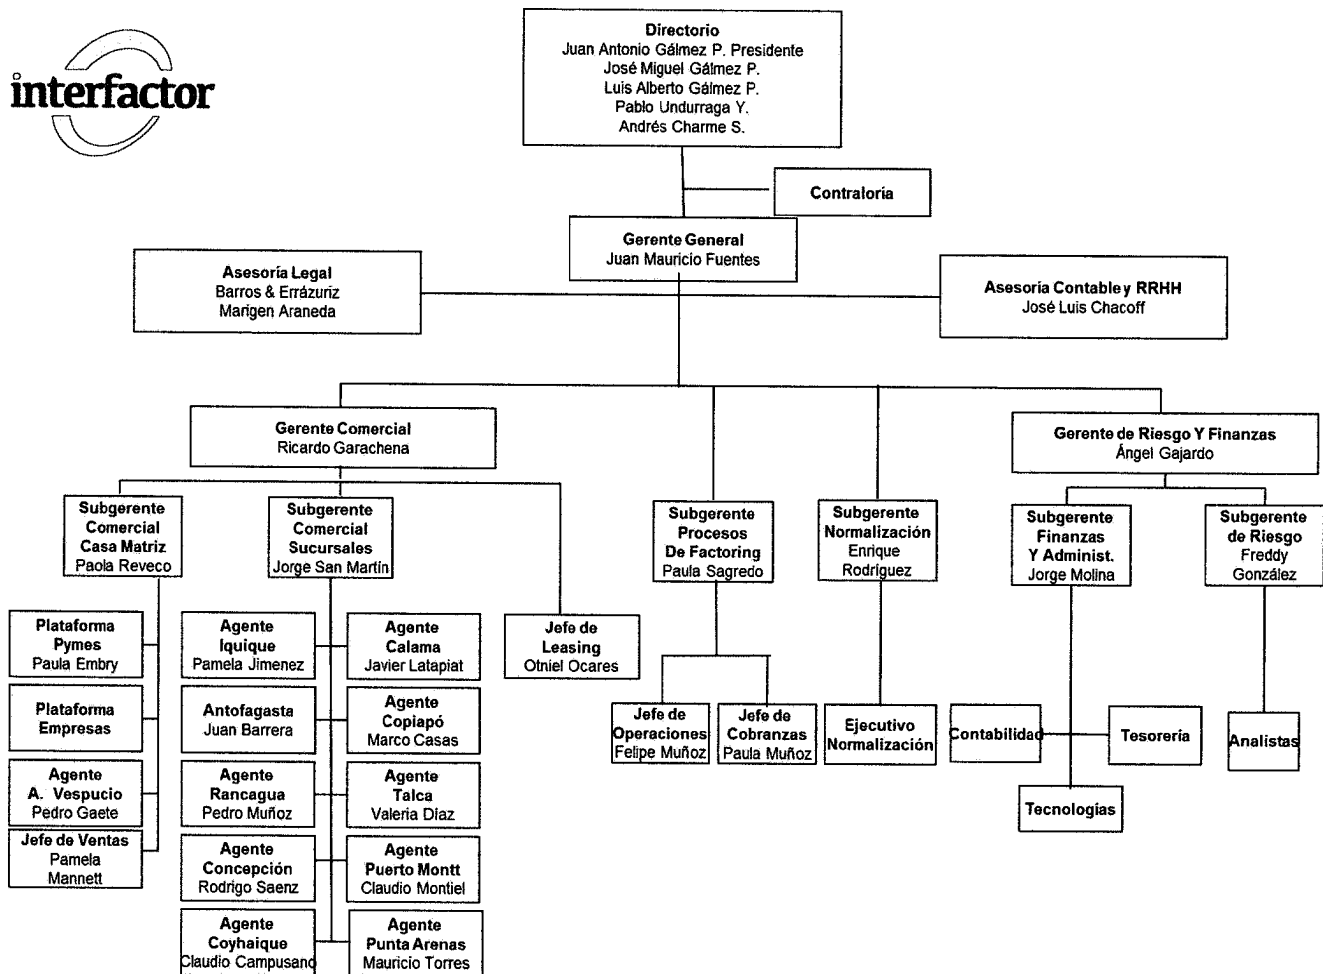 interfactor
Directorio
Juan Antonio Gálmez P. Presidente
José Miguel Gálmez P.
Luis Alberto Gálmez P.
Pablo Undurraga Y.
Andrés Charme S.
Contraloría
Gerente General
Juan Mauricio Fuentes
Asesoría Legal
Barros & Errázuriz
Marigen Araneda
Asesoría Contable y RRHH
José Luis Chacoff
Gerente Comercial
Ricardo Garachena
Gerente de Riesgo Y Finanzas
Ángel Gajardo
Subgerente
Comercial
Casa Matriz
Paola Reveco
Subgerente
Comercial
Sucursales
Jorge San Martín
Subgerente
Procesos
De Factoring
Paula Sagredo
Subgerente
Normalización
Enrique
Rodríguez
Subgerente
Finanzas
Y Administ.
Jorge Molina
Subgerente
de Riesgo
Freddy
González
Plataforma
Pymes
Paula Embry
Agente
Iquique
Pamela Jimenez
Agente
Calama
Javier Latapiat
Jefe de
Leasing
Otniel Ocares
Plataforma
Empresas
Antofagasta
Juan Barrera
Agente
Copiapó
Marco Casas
Jefe de
Operaciones
Felipe Muñoz
Jefe de
Cobranzas
Paula Muñoz
Ejecutivo
Normalización
Contabilidad
Tesorería
Analistas
Agente
A. Vespucio
Pedro Gaete
Agente
Rancagua
Pedro Muñoz
Agente
Talca
Valeria Díaz
Tecnologías
Jefe de Ventas
Pamela
Mannett
Agente
Concepción
Rodrigo Saenz
Agente
Puerto Montt
Claudio Montiel
Agente
Coyhaique
Claudio Campusano
Agente
Punta Arenas
Mauricio Torres